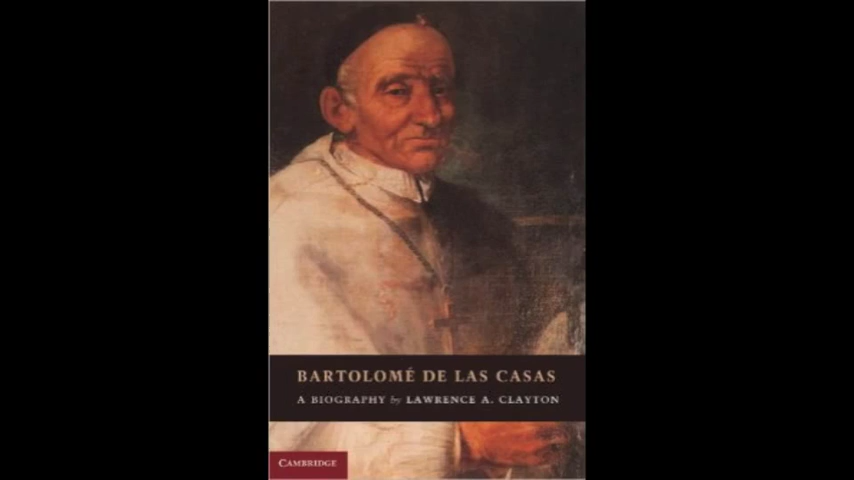 BARTOLOMÉ DE LAS CASAS
A BIOGRAPHY by LAWRENCE A. CLAYTON
CAMBRIDGE